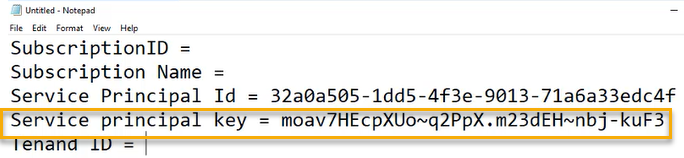 Untitled - Notepad
File Edit Format View Help
SubscriptionID =
Subscription Name =
Service Principal Id = 32a0a505-1dd5-4f3e-9013-71a6a33edc4f
Service principal key = moav7HEcpXUo~q2PpX.m23dEH~nbj-kuF3
Tenand ID =